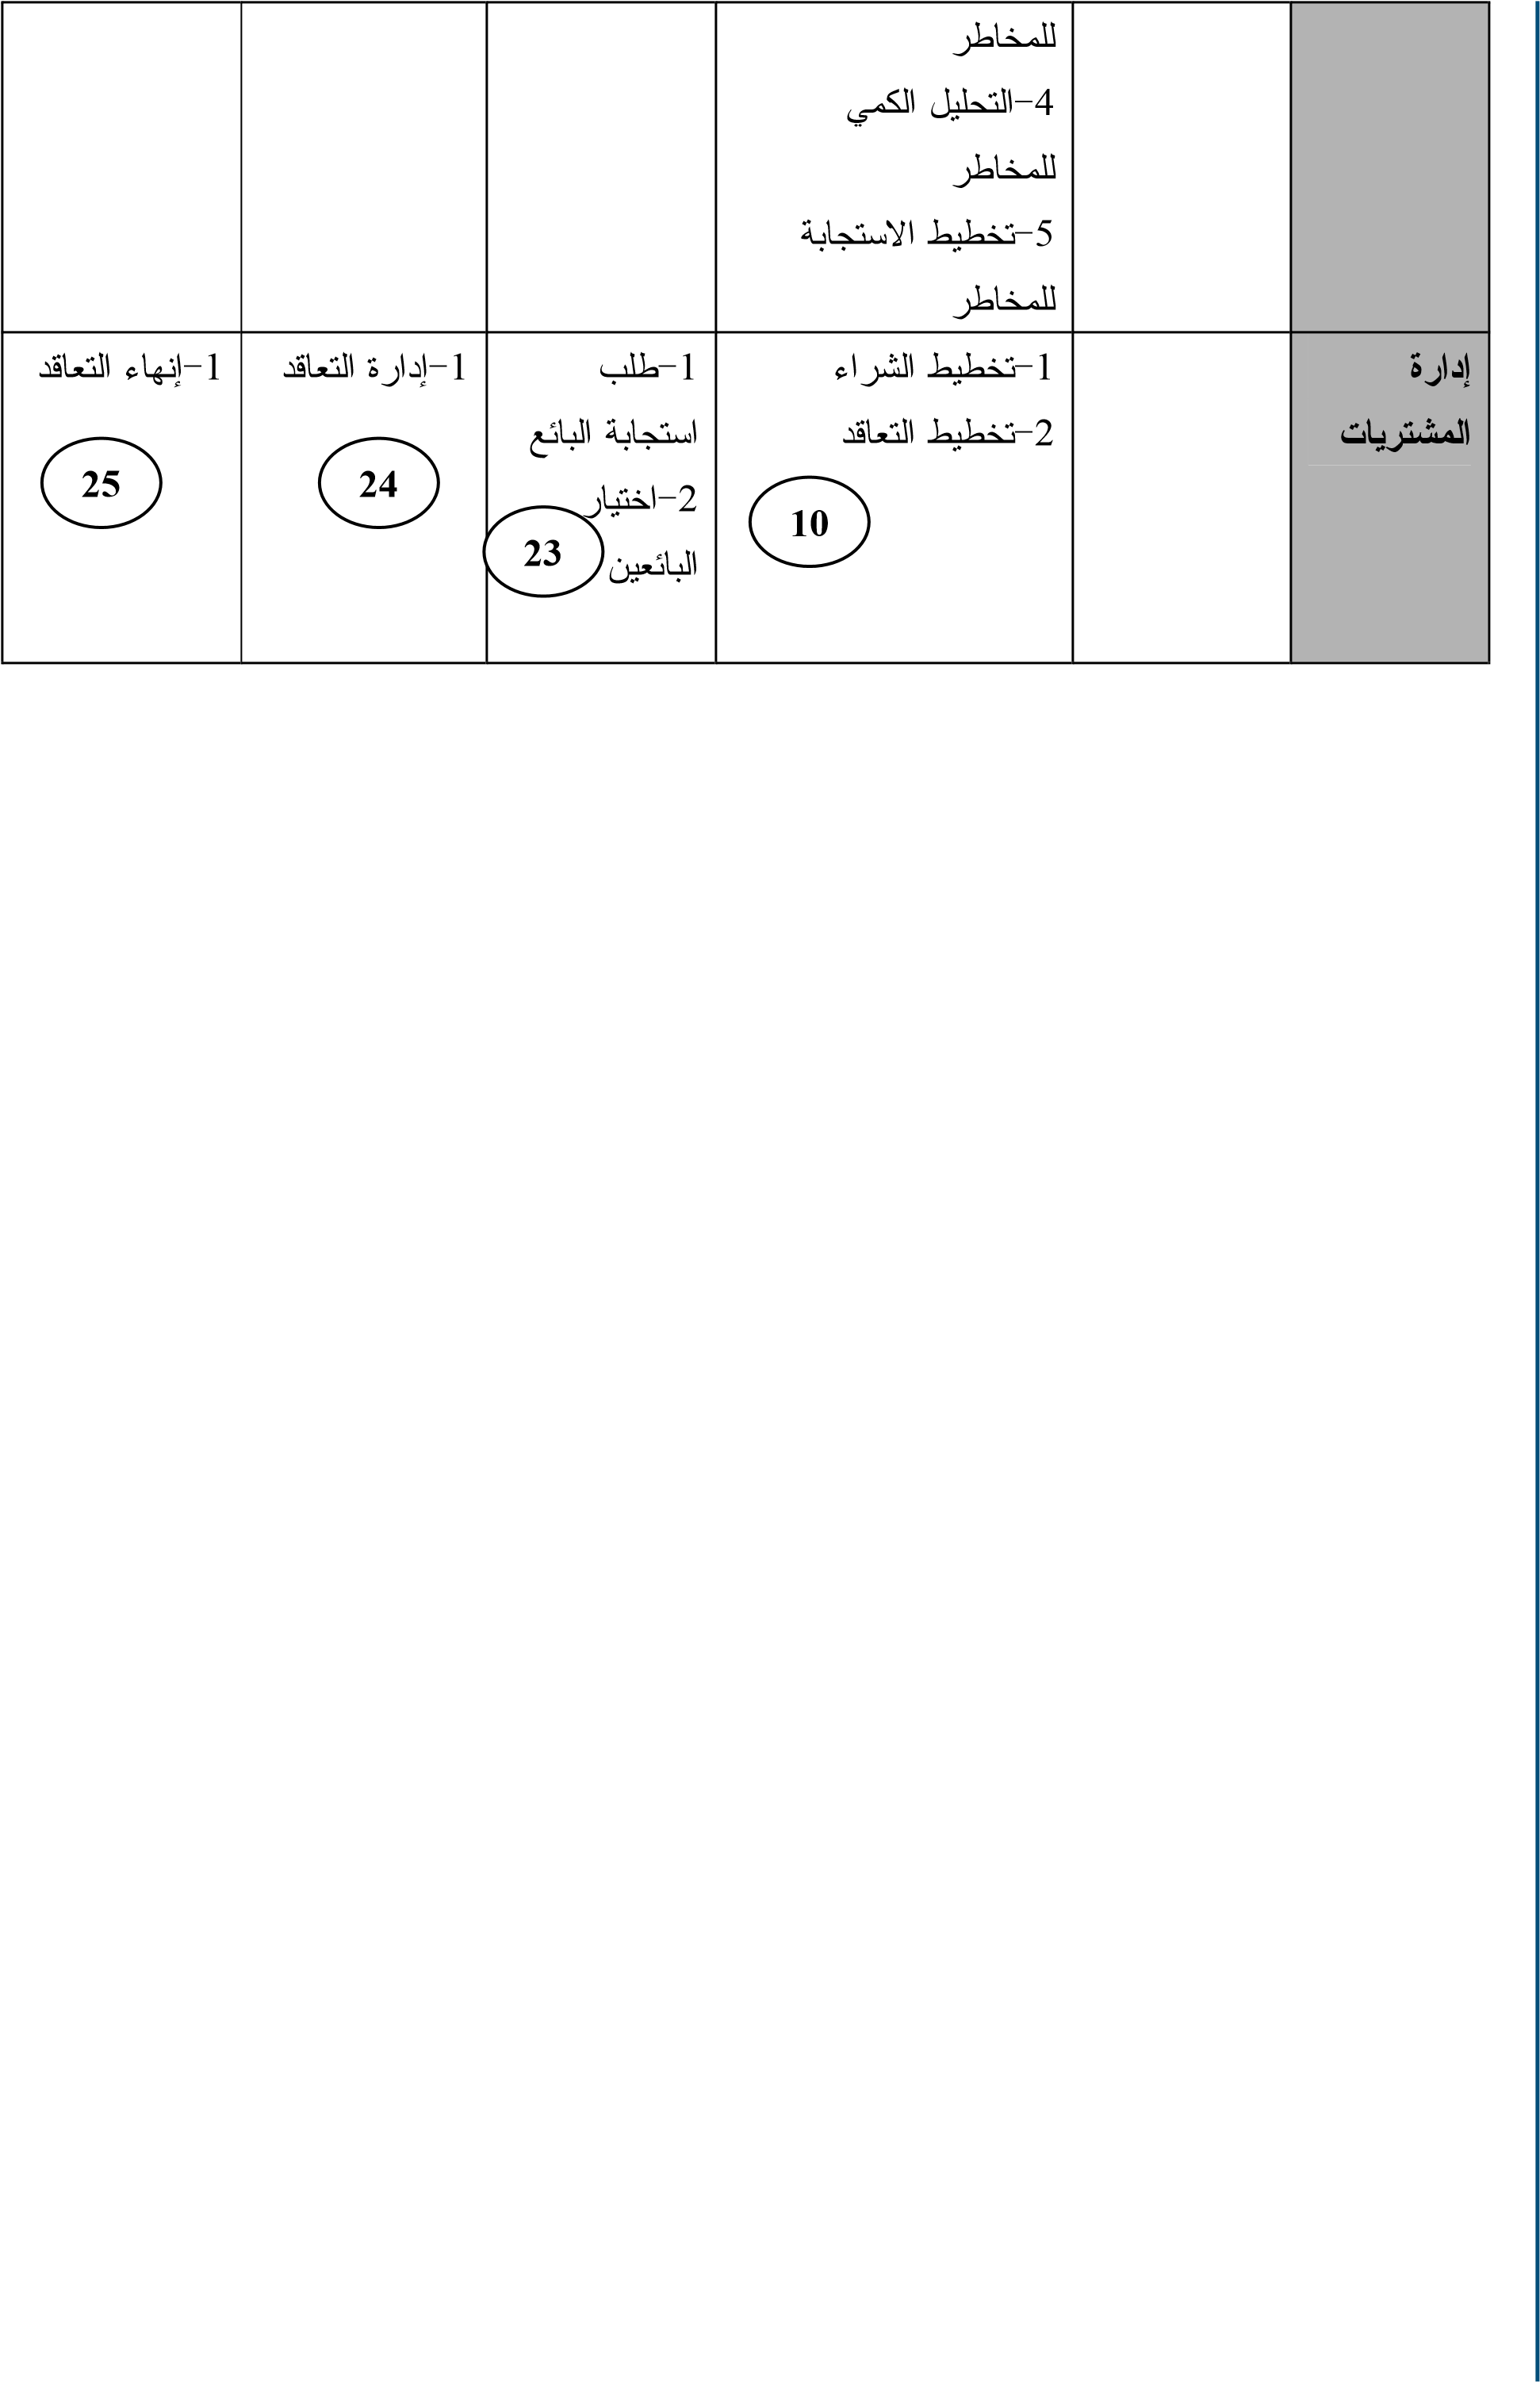 للمخاطر
4-التحليل الكمي
للمخاطر
5-تخطيط الاستجابة
للمخاطر
إدارة
المشتريات
1-تخطيط الشراء
2-تخطيط التعاقد
10
1-طلب
استجابة البائع
2-اختيار
البائعين
23
1-إدارة التعاقد
24
1-إنهاء التعاقد
25